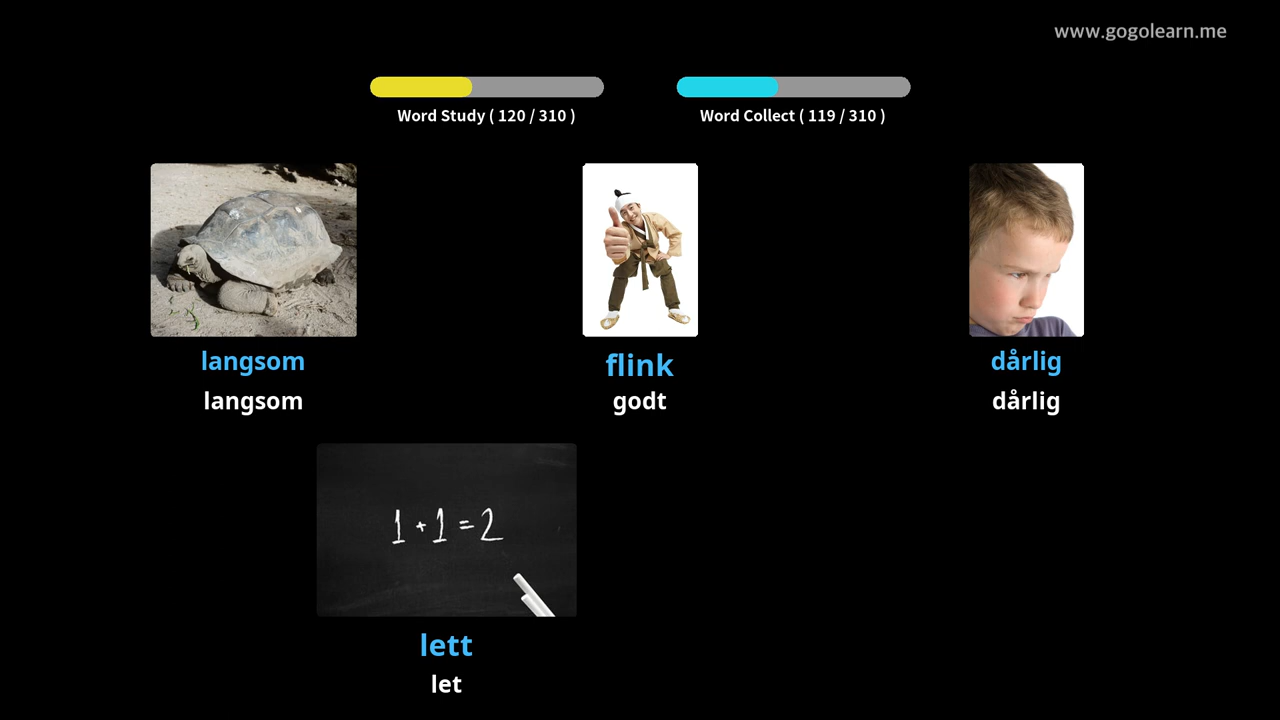 www.gogolearn.me
Word Study ( 120 / 310 )
Word Collect ( 119 / 310 )
langsom
langsom
flink
godt
dårlig
dårlig
1 + 1 = 2
lett
let